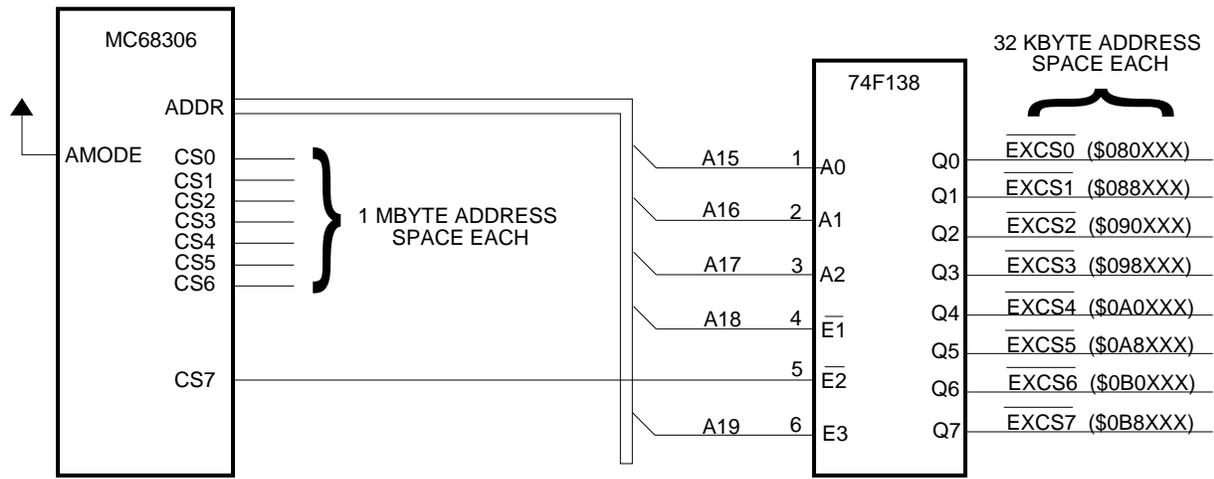 MC68306
ADDR
AMODE
CS0
CS1
CS2
CS3
CS4
CS5
CS6
CS7
1 MBYTE ADDRESS
SPACE EACH
A15
A16
A17
A18
A19
1
2
3
4
5
6
74F138
A0
A1
A2
E1
E2
E3
Q0
Q1
Q2
Q3
Q4
Q5
Q6
Q7
32 KBYTE ADDRESS
SPACE EACH
EXCS0 ($080XXX)
EXCS1 ($088XXX)
EXCS2 ($090XXX)
EXCS3 ($098XXX)
EXCS4 ($0A0XXX)
EXCS5 ($0A8XXX)
EXCS6 ($0B0XXX)
EXCS7 ($0B8XXX)